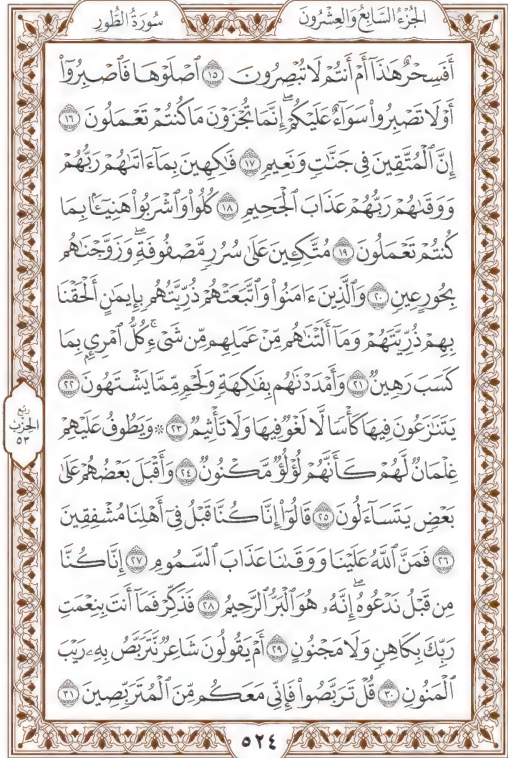 الجزء السابع والعشرون
سورة الطور
أَفَسِحْرٌ هَٰذَآ أَمْ أَنتُمْ لَا تُبْصِرُونَ ١٥ ٱصْلَوْهَا فَٱصْبِرُوٓا۟
أَوْ لَا تَصْبِرُوا۟ سَوَآءٌ عَلَيْكُمْ ۖ إِنَّمَا تُجْزَوْنَ مَا كُنتُمْ تَعْمَلُونَ ١٦
إِنَّ ٱلْمُتَّقِينَ فِى جَنَّٰتٍ وَنَعِيمٍ ١٧ فَٰكِهِينَ بِمَآ ءَاتَىٰهُمْ رَبُّهُمْ
وَوَقَىٰهُمْ رَبُّهُمْ عَذَابَ ٱلْجَحِيمِ ١٨ كُلُوا۟ وَٱشْرَبُوا۟ هَنِيٓـًٔۢا بِمَا
كُنتُمْ تَعْمَلُونَ ١٩ مُتَّكِـِٔينَ عَلَىٰ سُرُرٍ مَّصْفُوفَةٍ ۖ وَزَوَّجْنَٰهُم
بِحُورٍ عِينٍ ٢٠ وَٱلَّذِينَ ءَامَنُوا۟ وَٱتَّبَعَتْهُمْ ذُرِّيَّتُهُم بِإِيمَٰنٍ أَلْحَقْنَا
بِهِمْ ذُرِّيَّتَهُمْ وَمَآ أَلَتْنَٰهُم مِّنْ عَمَلِهِم مِّن شَىْءٍ ۚ كُلُّ ٱمْرِئٍۭ بِمَا
كَسَبَ رَهِينٌ ٢١ وَأَمْدَدْنَٰهُم بِفَٰكِهَةٍ وَلَحْمٍ مِّمَّا يَشْتَهُونَ ٢٢
يَتَنَٰزَعُونَ فِيهَا كَأْسًا لَّا لَغْوٌ فِيهَا وَلَا تَأْثِيمٌ ٢٣ ۞ وَيَطُوفُ عَلَيْهِمْ
غِلْمَانٌ لَّهُمْ كَأَنَّهُمْ لُؤْلُؤٌ مَّكْنُونٌ ٢٤ وَأَقْبَلَ بَعْضُهُمْ عَلَىٰ
بَعْضٍ يَتَسَآءَلُونَ ٢٥ قَالُوٓا۟ إِنَّا كُنَّا قَبْلُ فِىٓ أَهْلِنَا مُشْفِقِينَ
٢٦ فَمَنَّ ٱللَّهُ عَلَيْنَا وَوَقَىٰنَا عَذَابَ ٱلسَّمُومِ ٢٧ إِنَّا كُنَّا
مِن قَبْلُ نَدْعُوهُ ۖ إِنَّهُۥ هُوَ ٱلْبَرُّ ٱلرَّحِيمُ ٢٨ فَذَكِّرْ فَمَآ أَنتَ بِنِعْمَتِ
رَبِّكَ بِكَاهِنٍ وَلَا مَجْنُونٍ ٢٩ أَمْ يَقُولُونَ شَاعِرٌ نَّتَرَبَّصُ بِهِۦ رَيْبَ
ٱلْمَنُونِ ٣٠ قُلْ تَرَبَّصُوا۟ فَإِنِّى مَعَكُم مِّنَ ٱلْمُتَرَبِّصِينَ ٣١
ربع
الحزب
٥٣
٥٢٤